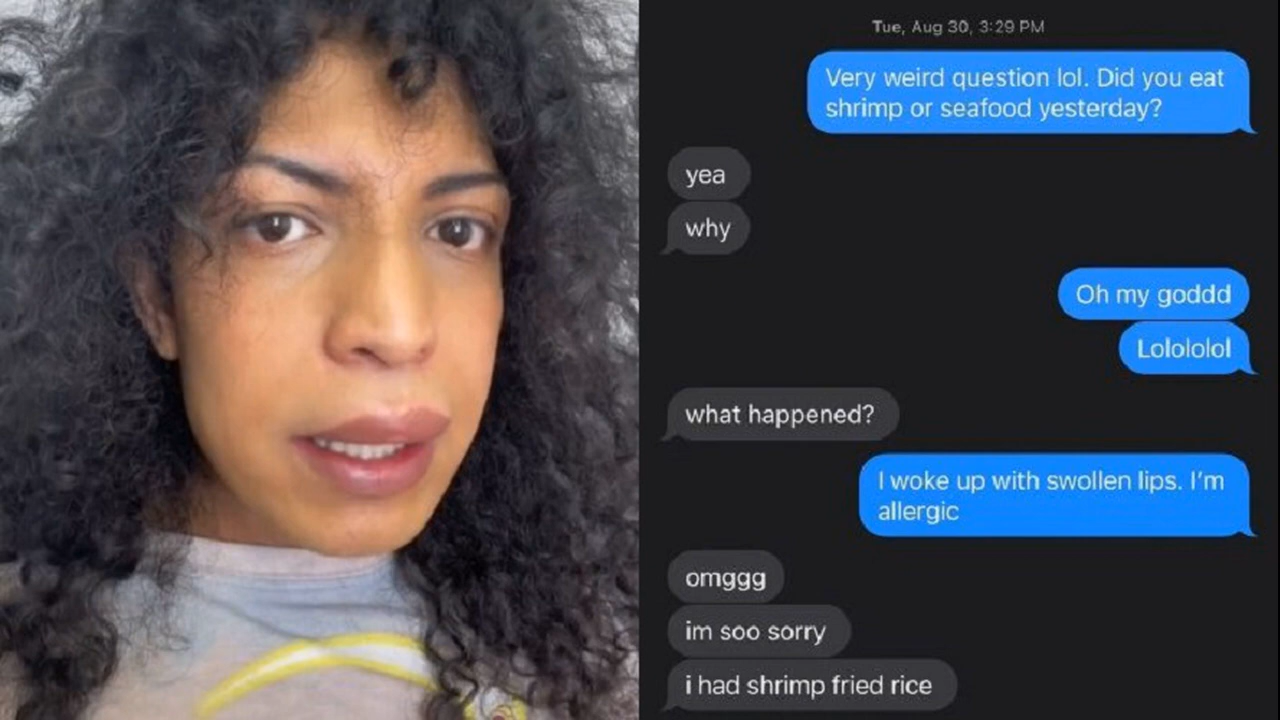 Tue, Aug 30, 3:29 PM
Very weird question lol. Did you eat
shrimp or seafood yesterday?
yea
why
Oh my goddd
Lolololol
what happened?
I woke up with swollen lips. I'm
allergic
omggg
im soo sorry
i had shrimp fried rice